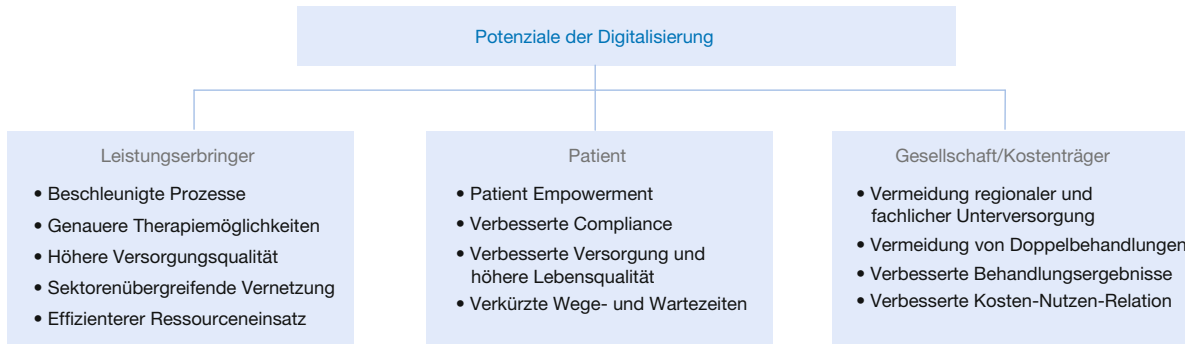 Potenziale der Digitalisierung
Leistungserbringer
• Beschleunigte Prozesse
• Genauere Therapiemöglichkeiten
• Höhere Versorgungsqualität
• Sektorenübergreifende Vernetzung
• Effizienterer Ressourceneinsatz
Patient
• Patient Empowerment
• Verbesserte Compliance
• Verbesserte Versorgung und
höhere Lebensqualität
• Verkürzte Wege- und Wartezeiten
Gesellschaft/Kostenträger
• Vermeidung regionaler und
fachlicher Unterversorgung
• Vermeidung von Doppelbehandlungen
• Verbesserte Behandlungsergebnisse
• Verbesserte Kosten-Nutzen-Relation